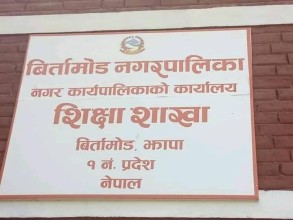 बिर्तामोड नगरपालिका
नगर कार्यपालिकाको कार्यालय
शिक्षा शाखा
बिर्तामोड, झापा
१ नं. प्रदेश
नेपाल